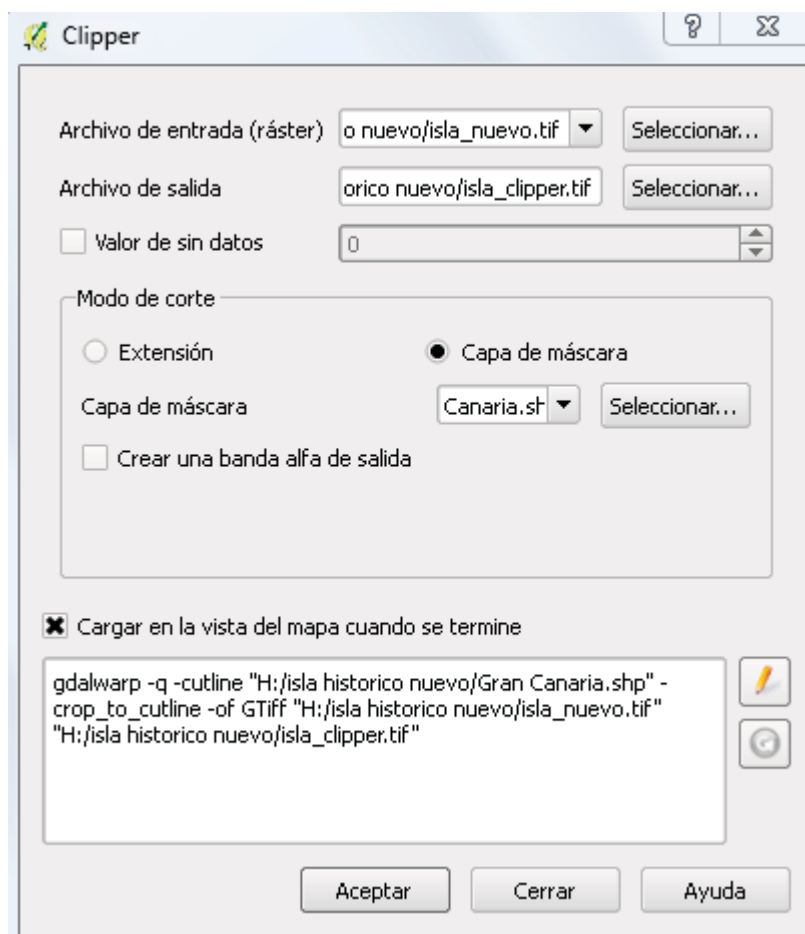 Clipper
Archivo de entrada (ráster) o nuevo/isla_nuevo.tif Seleccionar...
Archivo de salida orico nuevo/isla_clipper.tif Seleccionar...
Valor de sin datos 0
Modo de corte
Extensión Capa de máscara
Capa de máscara Canaria.sh Seleccionar...
Crear una banda alfa de salida
Cargar en la vista del mapa cuando se termine
gdalwarp -q -cutline "H:/isla historico nuevo/Gran Canaria.shp" -
crop_to_cutline -of GTiff "H:/isla historico nuevo/isla_nuevo.tif"
"H:/isla historico nuevo/isla_clipper.tif"
Aceptar Cerrar Ayuda